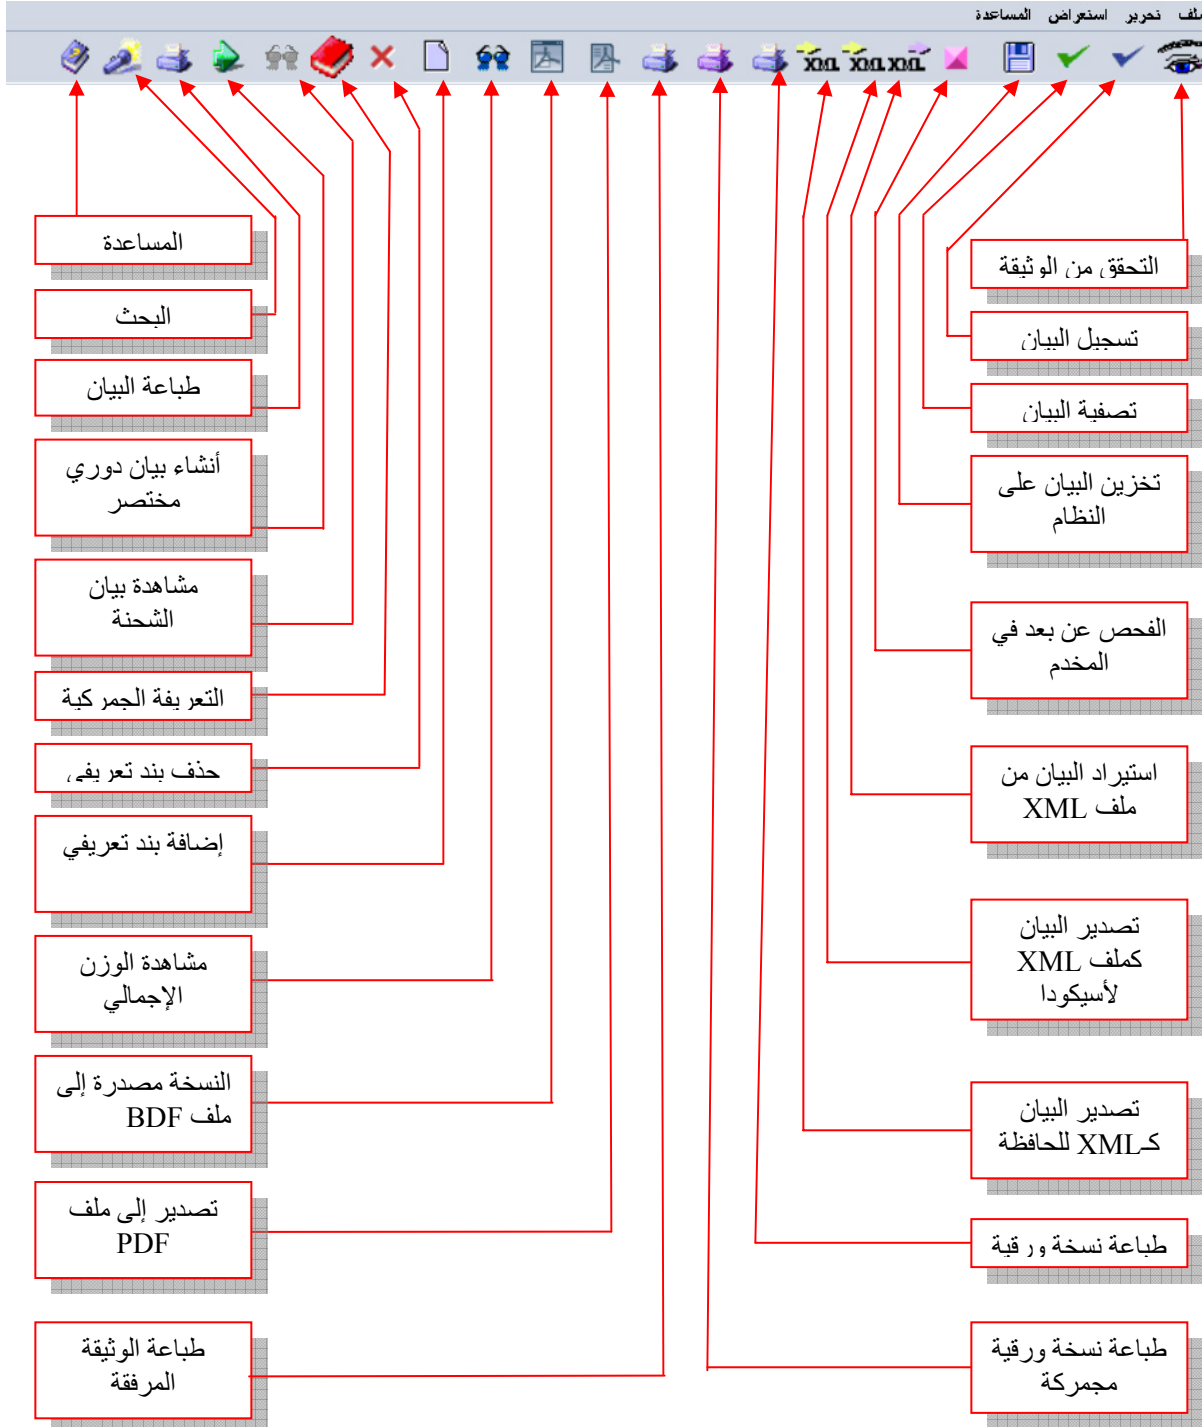 ملف تحرير استعراض المساعدة
XML XML XML
التحقق من الوثيقة
تسجيل البيان
تصفية البيان
تخزين البيان على
النظام
الفحص عن بعد في
المخدم
استيراد البيان من
ملف XML
تصدير البيان
كملف XML
لأسيكودا
تصدير البيان
كـXML للحافظة
طباعة نسخة ورقية
طباعة نسخة ورقية
مجمركة
المساعدة
البحث
طباعة البيان
أنشاء بيان دوري
مختصر
مشاهدة بيان
الشحنة
التعريفة الجمركية
حذف بند تعريفي
إضافة بند تعريفي
مشاهدة الوزن
الإجمالي
النسخة مصدرة إلى
ملف BDF
تصدير إلى ملف
PDF
طباعة الوثيقة
المرفقة